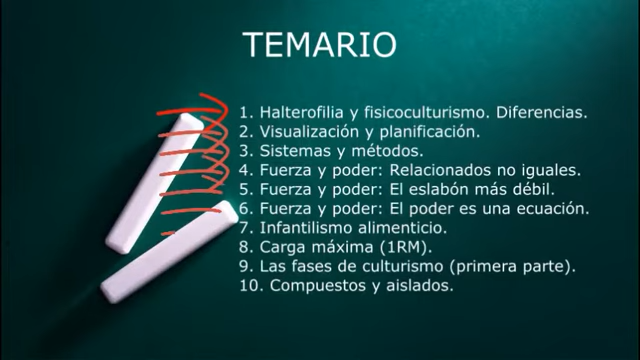 TEMARIO
1. Halterofilia y fisicoculturismo. Diferencias.
2. Visualización y planificación.
3. Sistemas y métodos.
4. Fuerza y poder: Relacionados no iguales.
5. Fuerza y poder: El eslabón más débil.
6. Fuerza y poder: El poder es una ecuación.
7. Infantilismo alimenticio.
8. Carga máxima (1RM).
9. Las fases de culturismo (primera parte).
10. Compuestos y aislados.